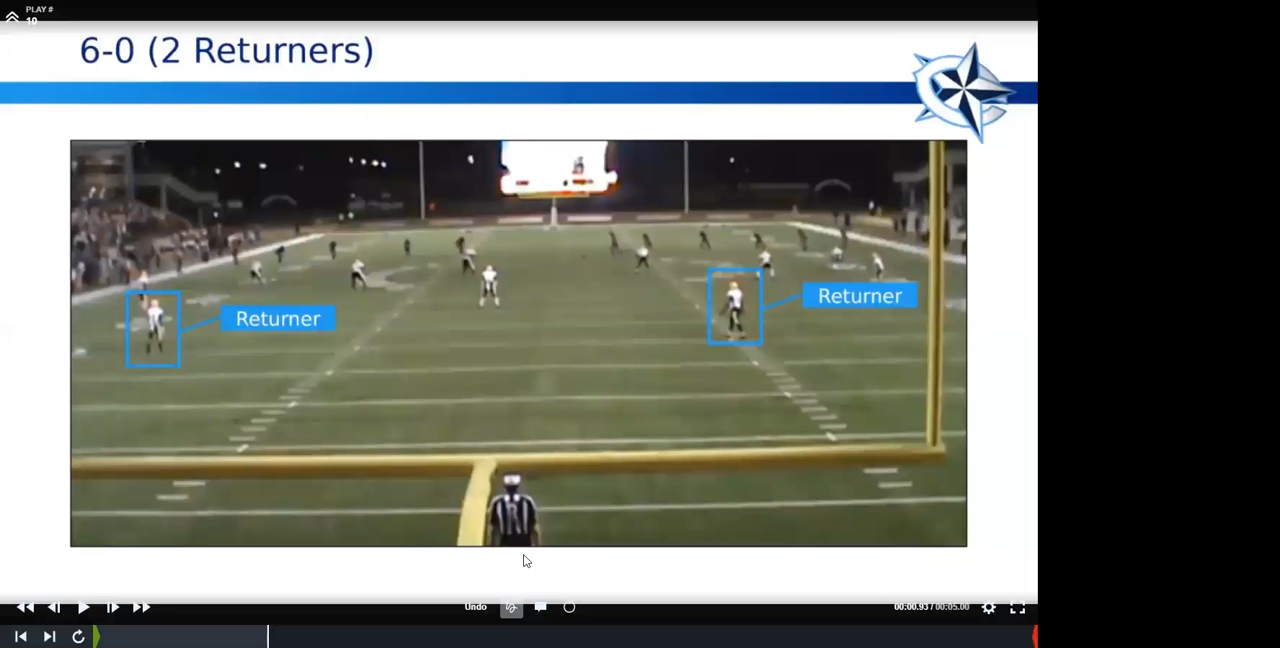 PLAY #
10
6-0 (2 Returners)
Returner
Returner
R
Undo
00:00.93 / 00:05.00